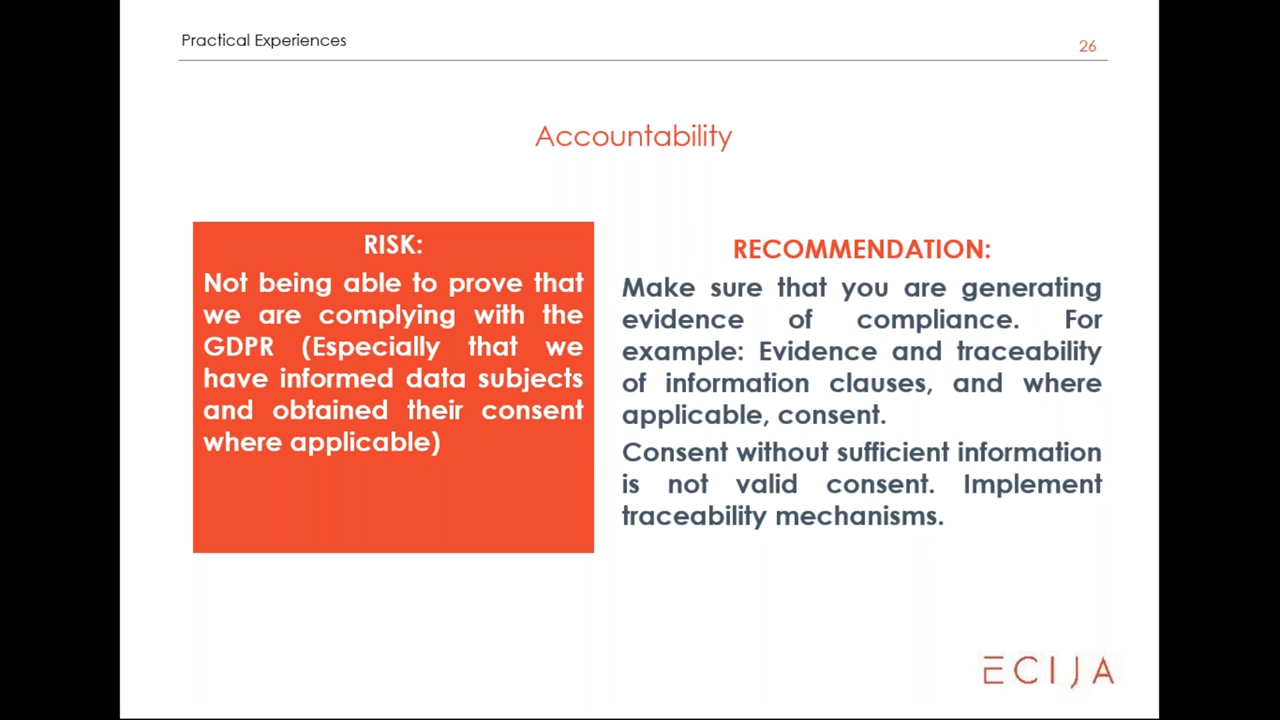 Practical Experiences
26
Accountability
RISK:
Not being able to prove that
we are complying with the
GDPR (Especially that we
have informed data subjects
and obtained their consent
where applicable)
RECOMMENDATION:
Make sure that you are generating
evidence of compliance. For
example: Evidence and traceability
of information clauses, and where
applicable, consent.
Consent without sufficient information
is not valid consent. Implement
traceability mechanisms.
ECIJA